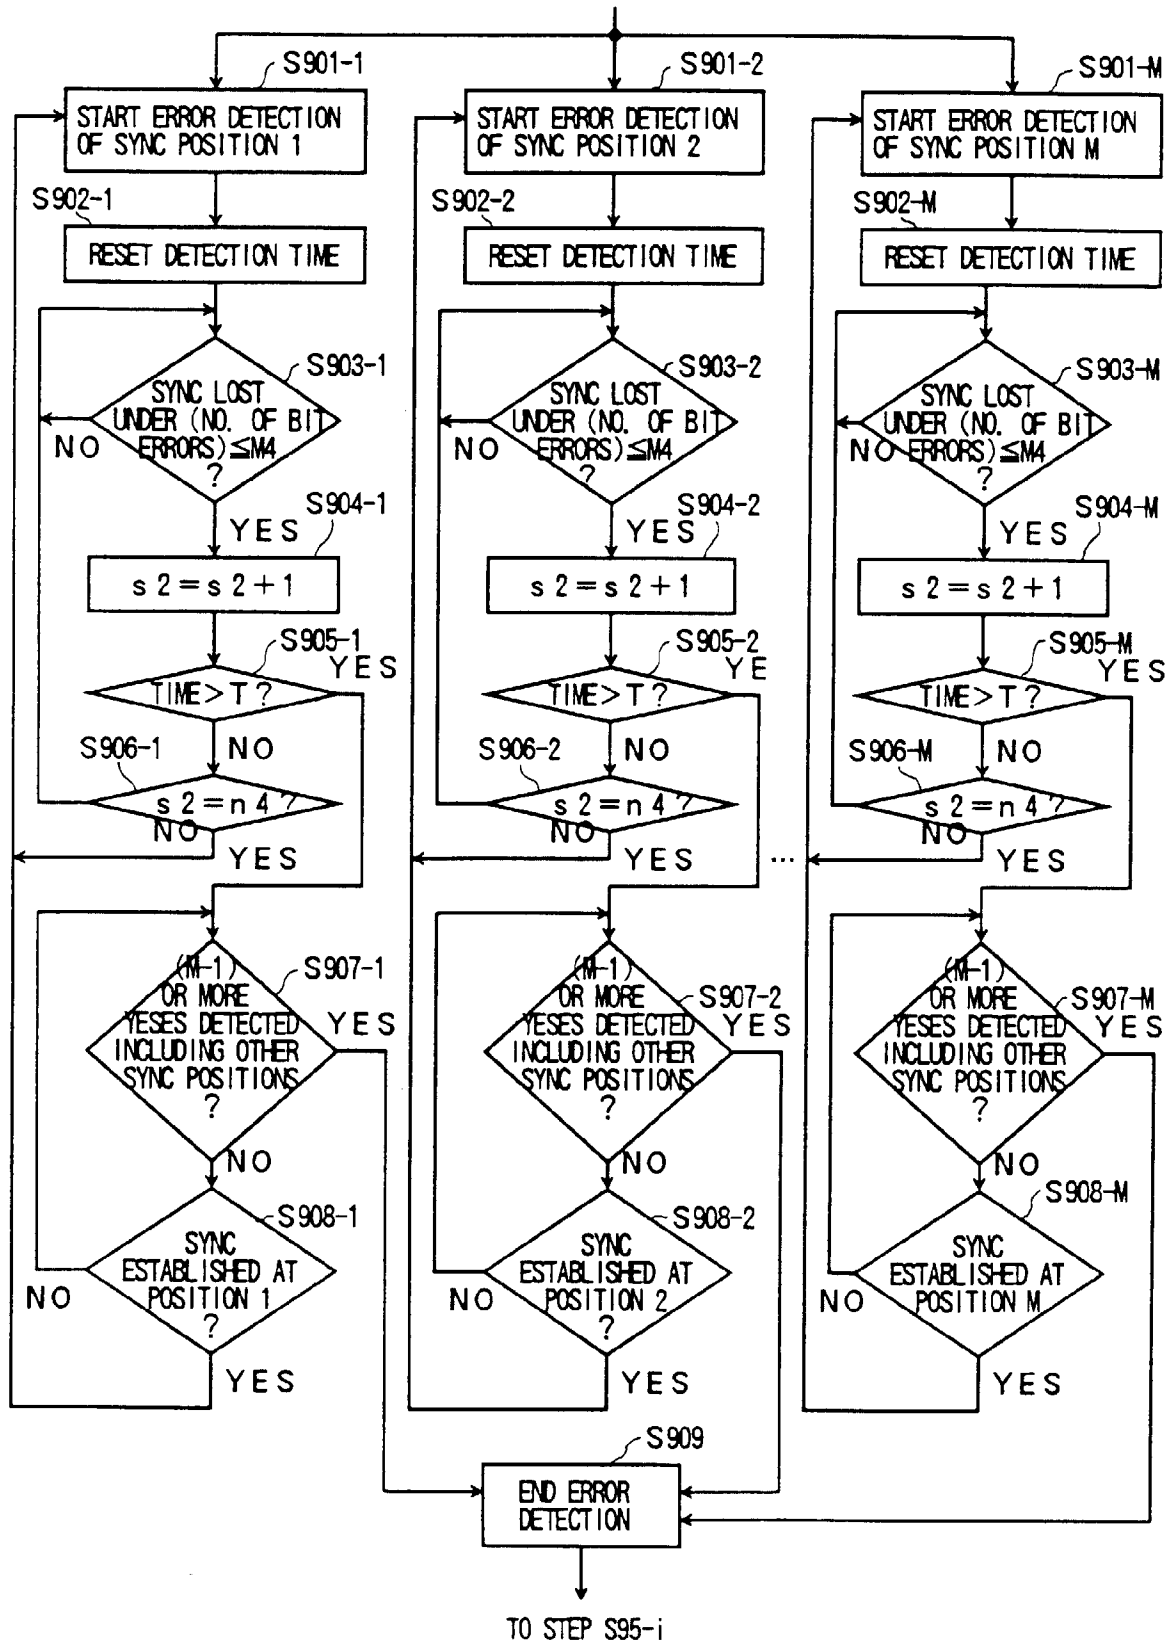 S901-1
START ERROR DETECTION
OF SYNC POSITION 1
S902-1
RESET DETECTION TIME
S903-1
SYNC LOST
UNDER (NO. OF BIT
ERRORS)≦M4
?
NO
YES
S904-1
s2=s2+1
S905-1
TIME>T?
YES
NO
S906-1
s2=n4?
NO
YES
S907-1
(M-1)
OR MORE
YESES DETECTED
INCLUDING OTHER
SYNC POSITIONS
?
YES
NO
S908-1
SYNC
ESTABLISHED AT
POSITION 1
?
NO
YES
S901-2
START ERROR DETECTION
OF SYNC POSITION 2
S902-2
RESET DETECTION TIME
S903-2
SYNC LOST
UNDER (NO. OF BIT
ERRORS)≦M4
?
NO
YES
S904-2
s2=s2+1
S905-2
TIME>T?
YE
NO
S906-2
s2=n4?
NO
YES
S907-2
(M-1)
OR MORE
YESES DETECTED
INCLUDING OTHER
SYNC POSITIONS
?
YES
NO
S908-2
SYNC
ESTABLISHED AT
POSITION 2
?
NO
YES
...
S901-M
START ERROR DETECTION
OF SYNC POSITION M
S902-M
RESET DETECTION TIME
S903-M
SYNC LOST
UNDER (NO. OF BIT
ERRORS)≦M4
?
NO
YES
S904-M
s2=s2+1
S905-M
TIME>T?
YES
NO
S906-M
s2=n4?
NO
YES
S907-M
(M-1)
OR MORE
YESES DETECTED
INCLUDING OTHER
SYNC POSITIONS
?
YES
NO
S908-M
SYNC
ESTABLISHED AT
POSITION M
NO
YES
S909
END ERROR
DETECTION
TO STEP S95-i